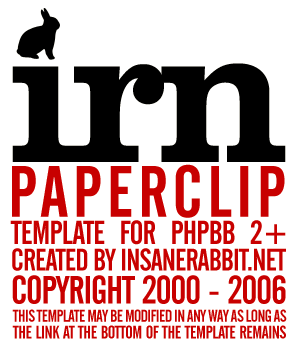 irn
PAPERCLIP
TEMPLATE FOR PHPBB 2+
CREATED BY INSANERABBIT.NET
COPYRIGHT 2000 - 2006
THIS TEMPLATE MAY BE MODIFIED IN ANY WAY AS LONG AS
THE LINK AT THE BOTTOM OF THE TEMPLATE REMAINS